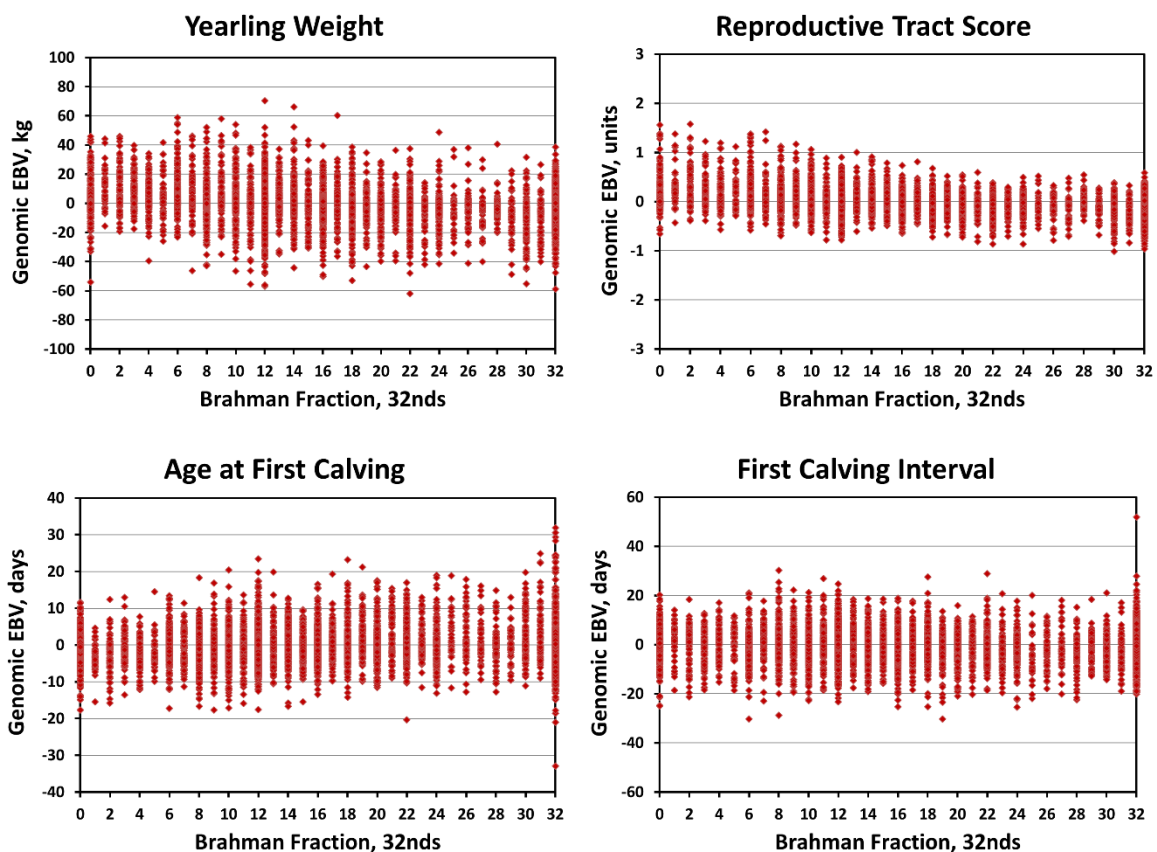 Yearling Weight
Genomic EBV, kg
100
80
60
40
20
0
-20
-40
-60
-80
-100
0 2 4 6 8 10 12 14 16 18 20 22 24 26 28 30 32
Brahman Fraction, 32nds
Reproductive Tract Score
Genomic EBV, units
3
2
1
0
-1
-2
-3
0 2 4 6 8 10 12 14 16 18 20 22 24 26 28 30 32
Brahman Fraction, 32nds
Age at First Calving
Genomic EBV, days
40
30
20
10
0
-10
-20
-30
-40
0 2 4 6 8 10 12 14 16 18 20 22 24 26 28 30 32
Brahman Fraction, 32nds
First Calving Interval
Genomic EBV, days
60
40
20
0
-20
-40
-60
0 2 4 6 8 10 12 14 16 18 20 22 24 26 28 30 32
Brahman Fraction, 32nds